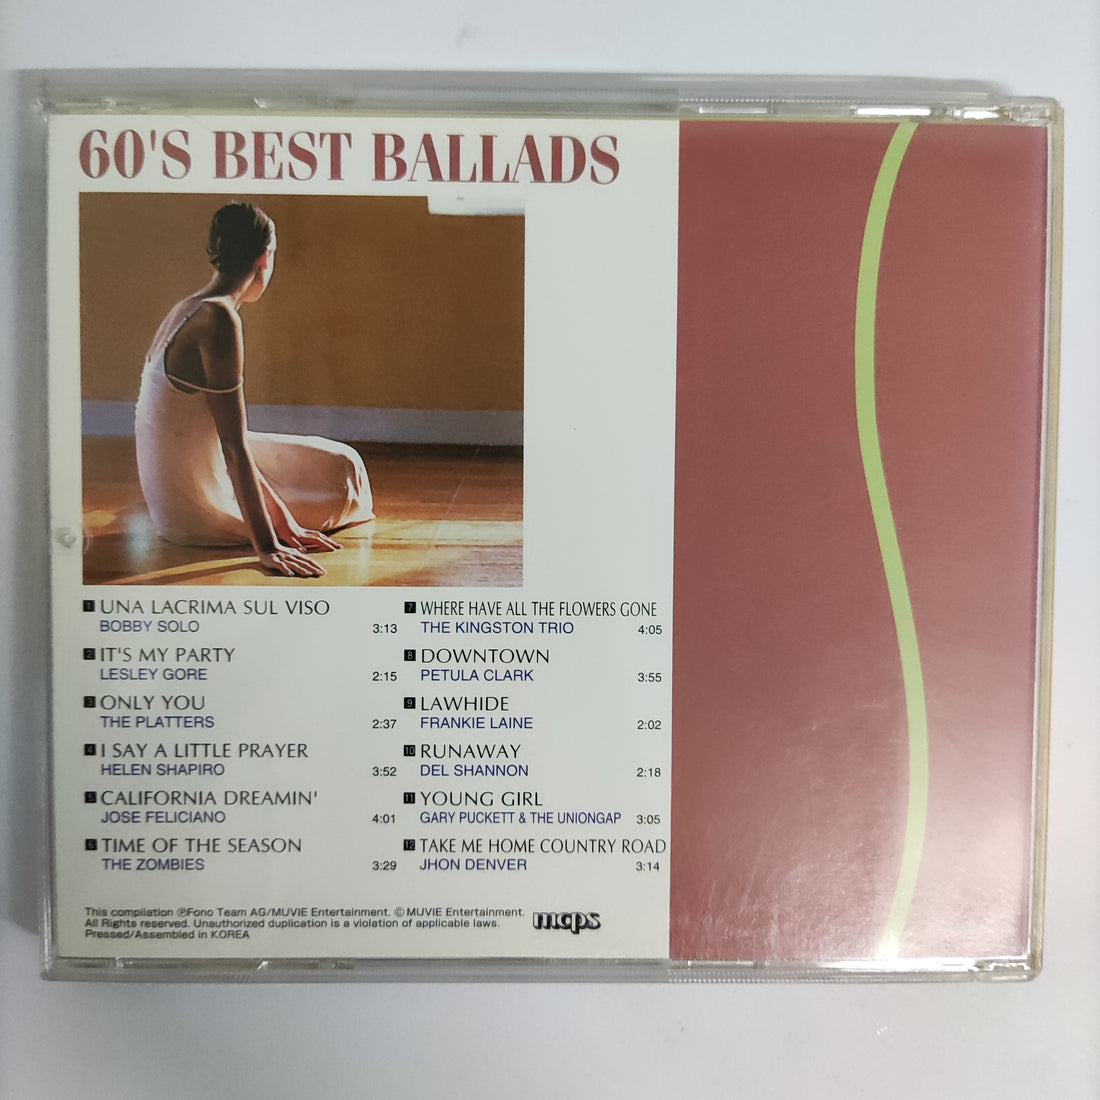 60'S BEST BALLADS
1 UNA LACRIMA SUL VISO
BOBBY SOLO 3:13
2 IT'S MY PARTY
LESLEY GORE 2:15
3 ONLY YOU
THE PLATTERS 2:37
4 I SAY A LITTLE PRAYER
HELEN SHAPIRO 3:52
5 CALIFORNIA DREAMIN'
JOSE FELICIANO 4:01
6 TIME OF THE SEASON
THE ZOMBIES 3:29
7 WHERE HAVE ALL THE FLOWERS GONE
THE KINGSTON TRIO 4:05
8 DOWNTOWN
PETULA CLARK 3:55
9 LAWHIDE
FRANKIE LAINE 2:02
10 RUNAWAY
DEL SHANNON 2:18
11 YOUNG GIRL
GARY PUCKETT & THE UNIONGAP 3:05
12 TAKE ME HOME COUNTRY ROAD
JHON DENVER 3:14
This compilation ℗Fono Team AG/MUVIE Entertainment. ©MUVIE Entertainment.
All Rights reserved. Unauthorized duplication is a violation of applicable laws.
Pressed/Assembled in KOREA
mcps